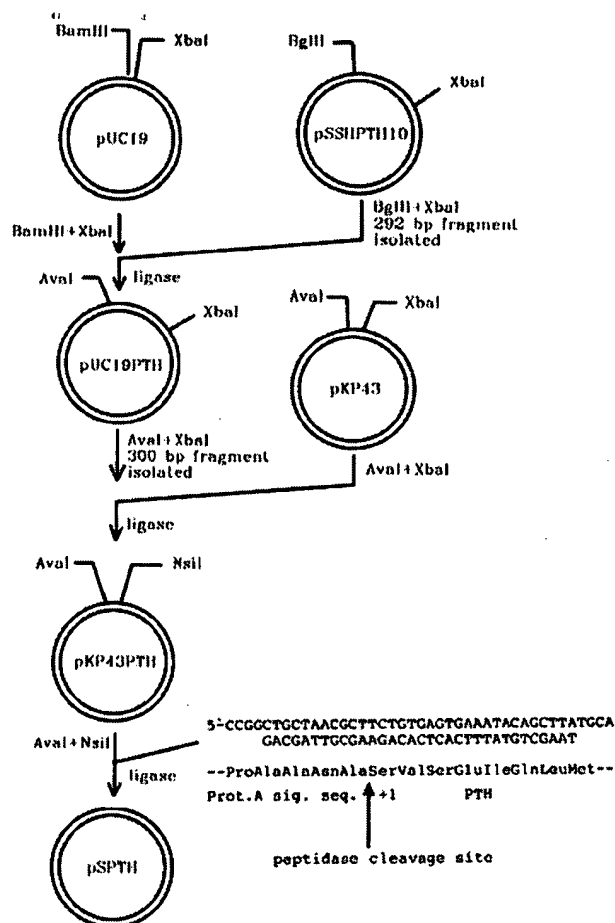 BamHI
XbaI
BglII
XbaI
pUC19
pSSHPTH10
BamHI+XbaI
BglII+XbaI
292 bp fragment
isolated
ligase
AvaI
XbaI
AvaI
XbaI
pUC19PTH
pKP43
AvaI+XbaI
300 bp fragment
isolated
AvaI+XbaI
ligase
AvaI
NsiI
pKP43PTH
5'-CCGGCTGCTAACGCTTCTGTGAGTGAAATACAGCTTATGCA
GACGATTGCGAAGACACTCACTTTATGTCGAAT
AvaI+NsiI
ligase
--ProAlaAlaAsnAlaSerValSerGluIleGlnLeuMet--
Prot.A sig. seq. +1 PTH
pSPTH
peptidase cleavage site